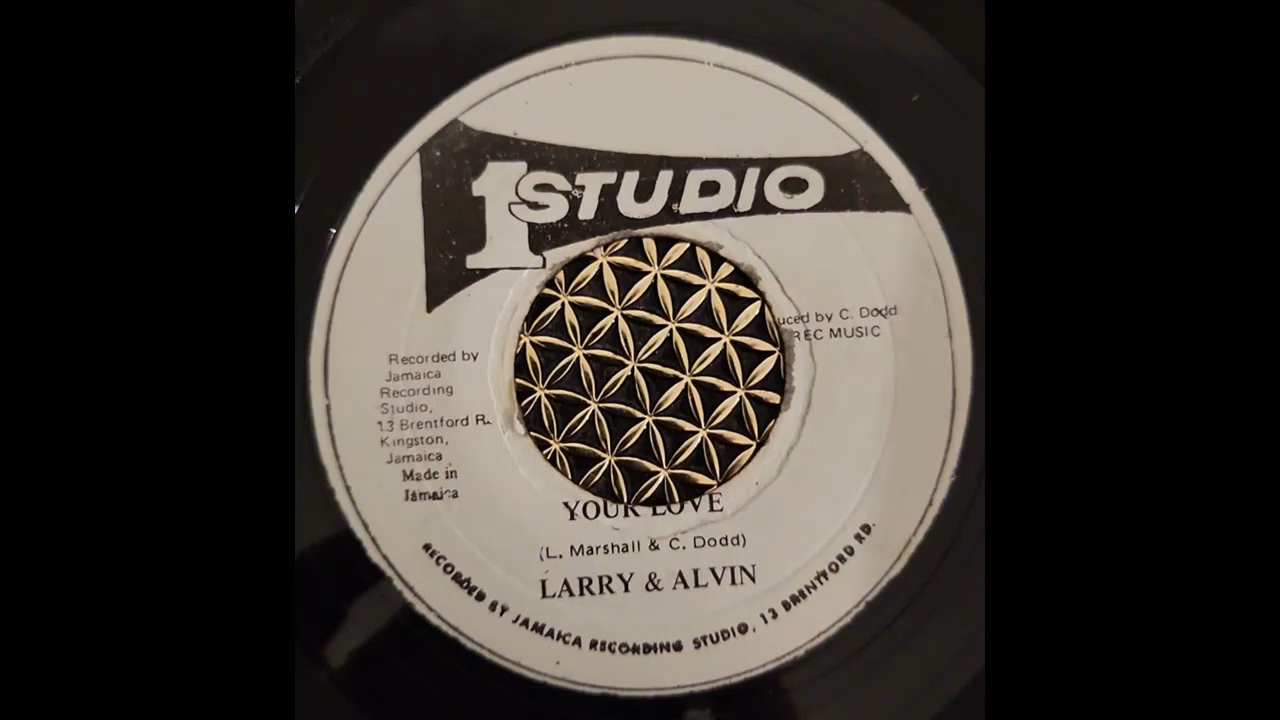 1 STUDIO
Recorded by
Jamaica
Recording
Studio,
13 Brentford R
Kingston,
Jamaica
Made in
Jamaica
uced by C. Dodd
REC MUSIC
YOUR LOVE
(L. Marshall & C. Dodd)
LARRY & ALVIN
RECORDED BY JAMAICA RECORDING STUDIO, 13 BRENTFORD RD.